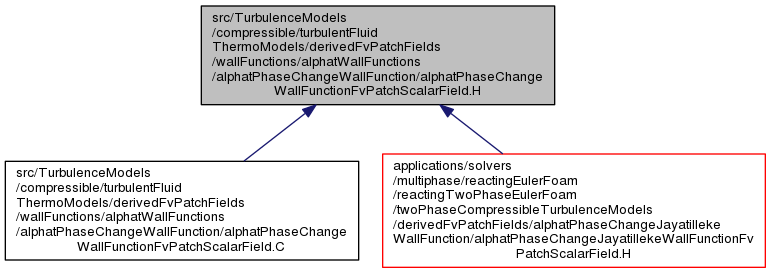 src/TurbulenceModels
/compressible/turbulentFluid
ThermoModels/derivedFvPatchFields
/wallFunctions/alphatWallFunctions
/alphatPhaseChangeWallFunction/alphatPhaseChange
WallFunctionFvPatchScalarField.H
src/TurbulenceModels
/compressible/turbulentFluid
ThermoModels/derivedFvPatchFields
/wallFunctions/alphatWallFunctions
/alphatPhaseChangeWallFunction/alphatPhaseChange
WallFunctionFvPatchScalarField.C
applications/solvers
/multiphase/reactingEulerFoam
/reactingTwoPhaseEulerFoam
/twoPhaseCompressibleTurbulenceModels
/derivedFvPatchFields/alphatPhaseChangeJayatilleke
WallFunction/alphatPhaseChangeJayatillekeWallFunctionFv
PatchScalarField.H